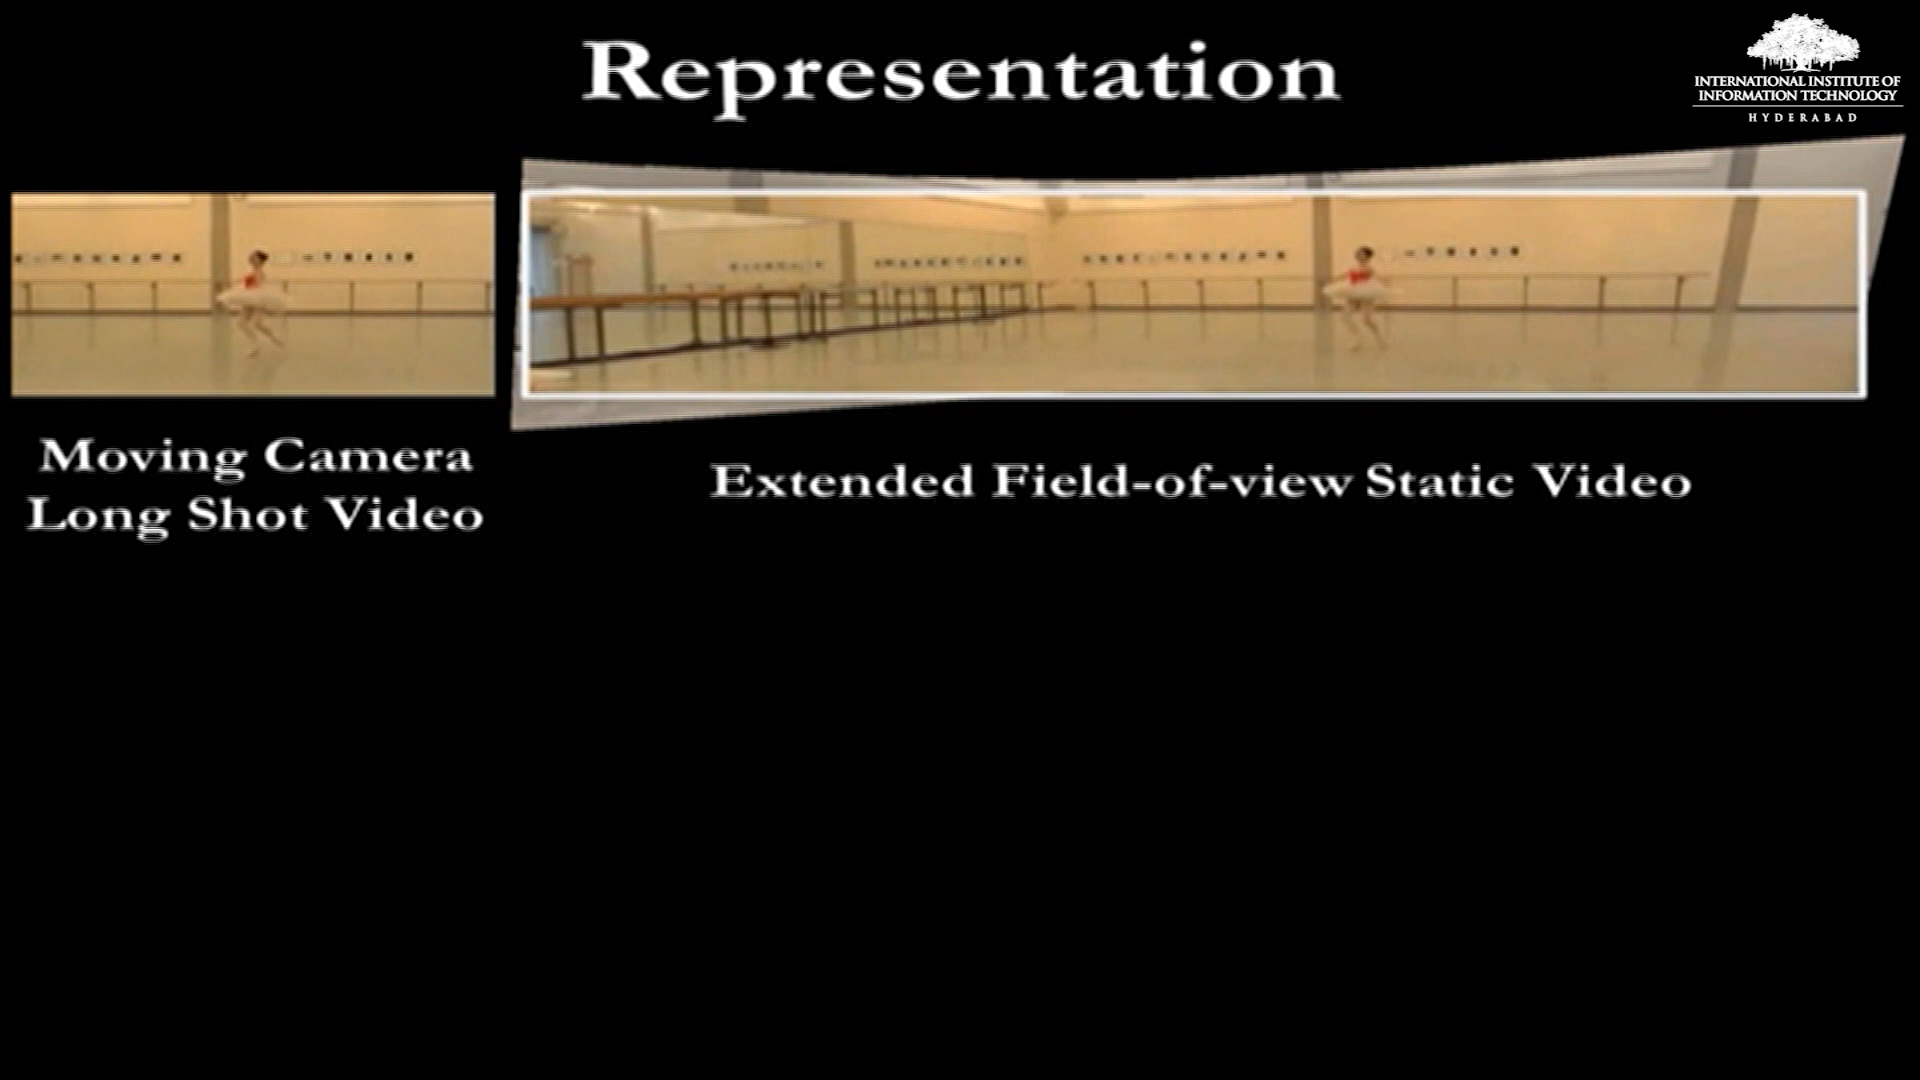 Representation
INTERNATIONAL INSTITUTE OF
INFORMATION TECHNOLOGY
HYDERABAD
Moving Camera
Long Shot Video
Extended Field-of-view Static Video